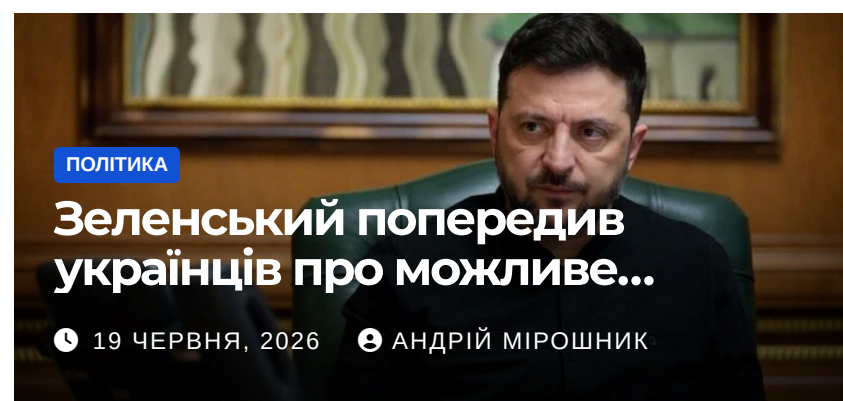 ПОЛІТИКА
Зеленський попередив
українців про можливе...
19 ЧЕРВНЯ, 2026 АНДРІЙ МІРОШНИК